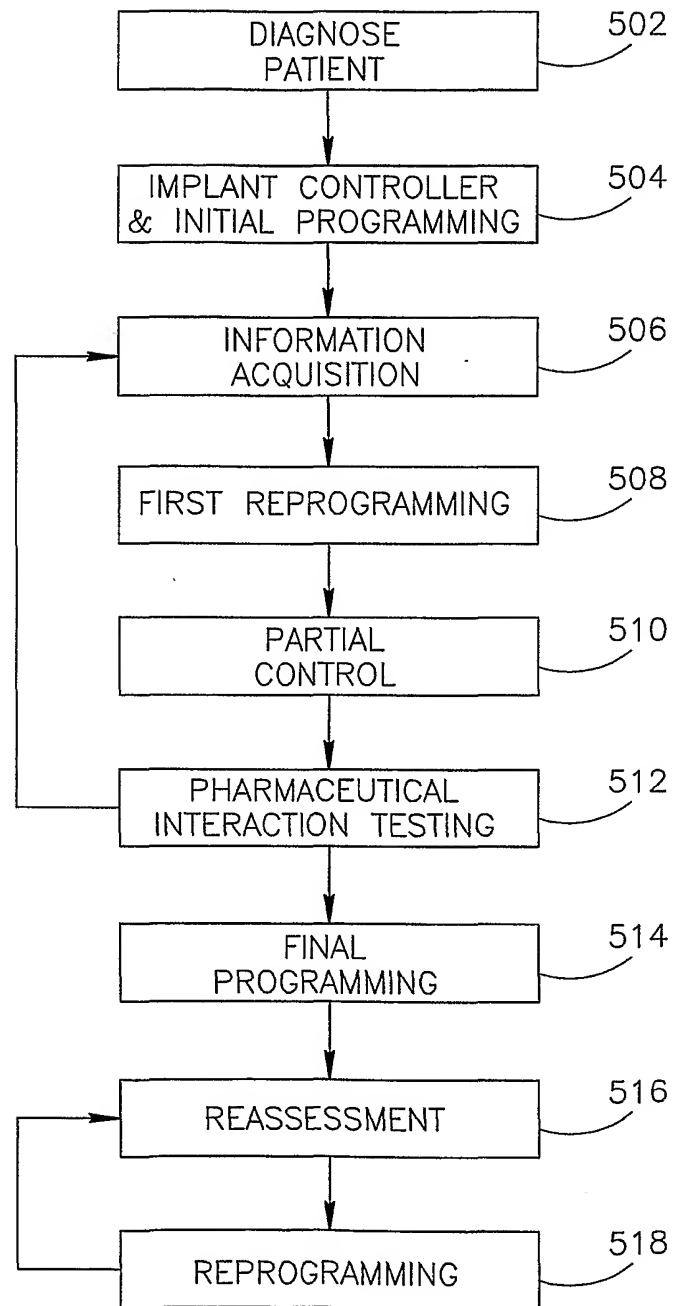 DIAGNOSE
PATIENT
502
IMPLANT CONTROLLER
& INITIAL PROGRAMMING
504
INFORMATION
ACQUISITION
506
FIRST REPROGRAMMING
508
PARTIAL
CONTROL
510
PHARMACEUTICAL
INTERACTION TESTING
512
FINAL
PROGRAMMING
514
REASSESSMENT
516
REPROGRAMMING
518